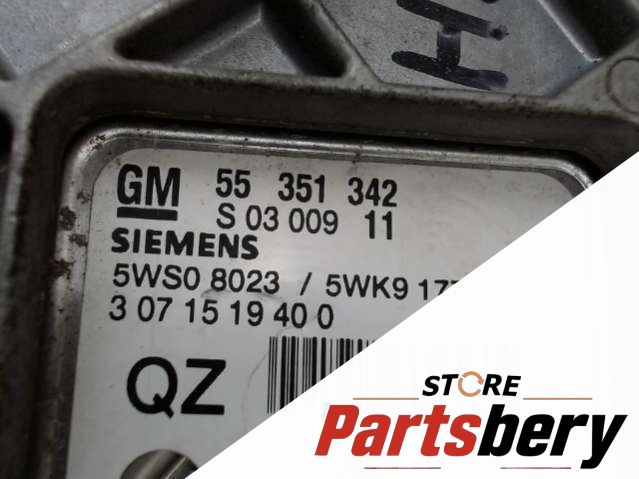 GM 55 351 342
S 03 009 11
SIEMENS
5WS0 8023 / 5WK9 17
3 07 15 19 40 0
QZ
STORE
Partsbery